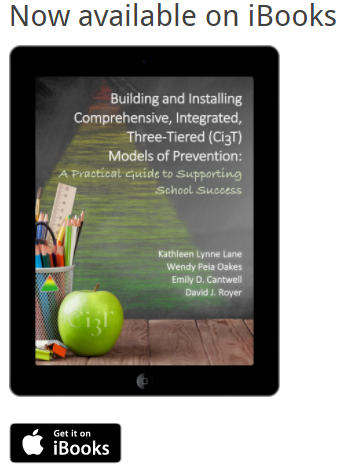 Now available on iBooks
Building and Installing
Comprehensive, Integrated,
Three-Tiered (Ci3T)
Models of Prevention:
A Practical Guide to Supporting
School Success
Kathleen Lynne Lane
Wendy Peia Oakes
Emily D. Cantwell
David J. Royer
Ci3T
Get it on
iBooks